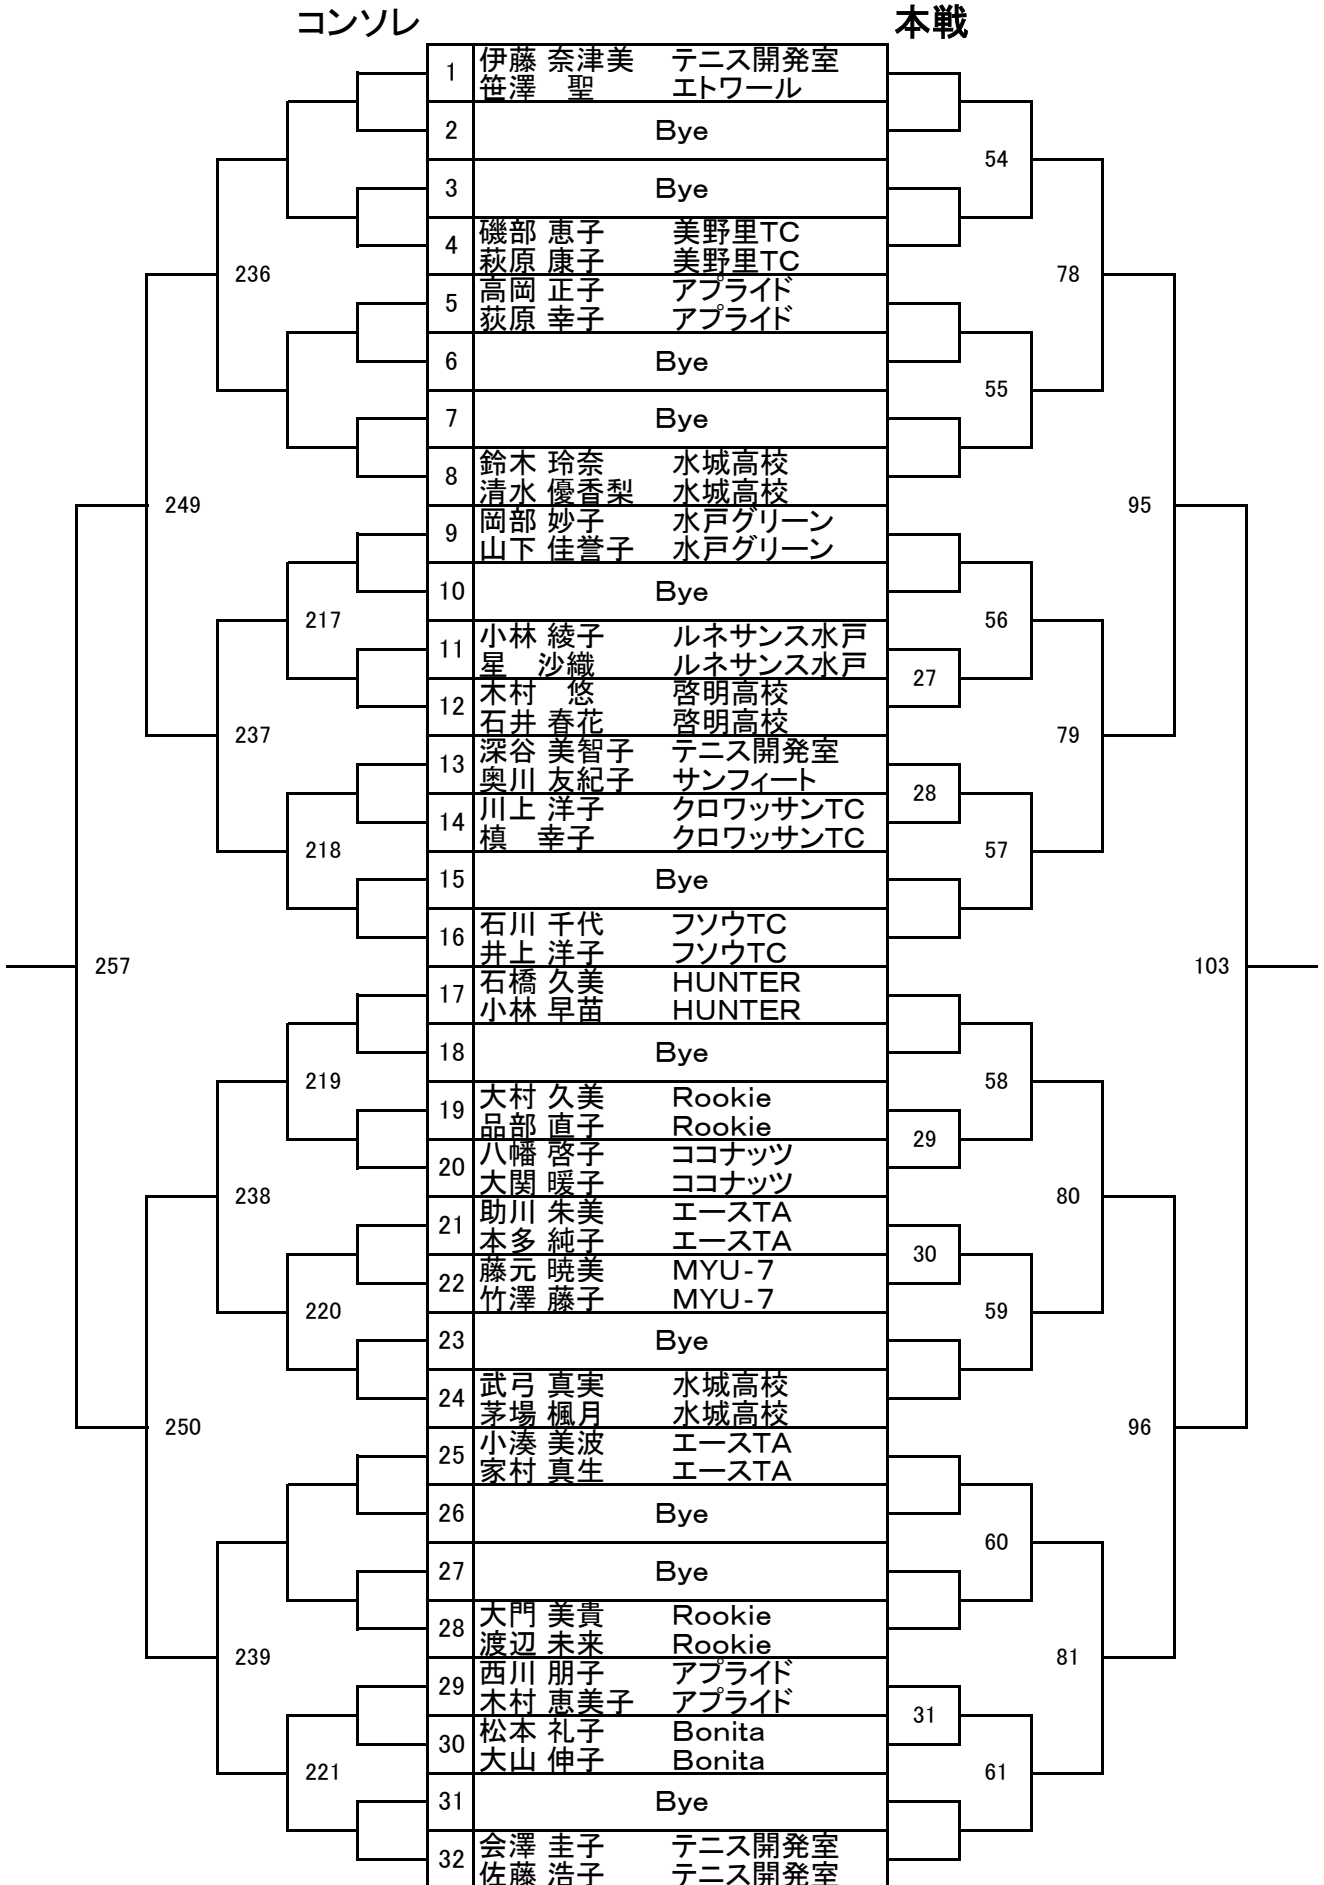 コンソレ 本戦
1 伊藤 奈津美 テニス開発室
笹澤 聖 エトワール
2 Bye 54
3 Bye
4 磯部 恵子 美野里TC
萩原 康子 美野里TC
236 78
5 高岡 正子 アプライド
荻原 幸子 アプライド
6 Bye 55
7 Bye
8 鈴木 玲奈 水城高校
清水 優香梨 水城高校
249 95
9 岡部 妙子 水戸グリーン
山下 佳誉子 水戸グリーン
10 Bye
217 56
11 小林 綾子 ルネサンス水戸
星 沙織 ルネサンス水戸
27
12 木村 悠 啓明高校
石井 春花 啓明高校
237 79
13 深谷 美智子 テニス開発室
奥川 友紀子 サンフィート
28
14 川上 洋子 クロワッサンTC
槙 幸子 クロワッサンTC
218 57
15 Bye
16 石川 千代 フソウTC
井上 洋子 フソウTC
257 103
17 石橋 久美 HUNTER
小林 早苗 HUNTER
18 Bye
219 58
19 大村 久美 Rookie
品部 直子 Rookie
29
20 八幡 啓子 ココナッツ
大関 暖子 ココナッツ
238 80
21 助川 朱美 エースTA
本多 純子 エースTA
30
22 藤元 暁美 MYU-7
竹澤 藤子 MYU-7
220 59
23 Bye
24 武弓 真実 水城高校
茅場 楓月 水城高校
250 96
25 小湊 美波 エースTA
家村 真生 エースTA
26 Bye
60
27 Bye
28 大門 美貴 Rookie
渡辺 未来 Rookie
239 81
29 西川 朋子 アプライド
木村 恵美子 アプライド
31
30 松本 礼子 Bonita
大山 伸子 Bonita
221 61
31 Bye
32 会澤 圭子 テニス開発室
佐藤 浩子 テニス開発室